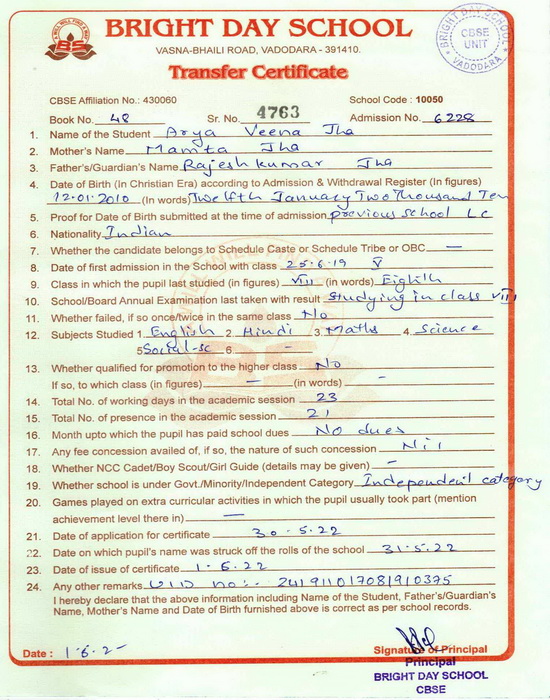 A WILL WILL FIND A WAY
BS
BRIGHT DAY SCHOOL
VASNA-BHAILI ROAD, VADODARA - 391410.
BRIGHT DAY SCHOOL
CBSE
UNIT
VADODARA
Transfer Certificate
CBSE Affiliation No.: 430060 School Code : 10050
Book No. 48 Sr. No. 4763 Admission No. 6228
1. Name of the Student Arya Veena Jha
2. Mother's Name Mamta Jha
3. Father's/Guardian's Name Rajeshkumar Jha
4. Date of Birth (In Christian Era) according to Admission & Withdrawal Register (In figures)
12.01.2010 (In words) Twelfth January Two Thousand Ten
5. Proof for Date of Birth submitted at the time of admission previous school LC
6. Nationality Indian
7. Whether the candidate belongs to Schedule Caste or Schedule Tribe or OBC —
8. Date of first admission in the School with class 25.6.19 V
9. Class in which the pupil last studied (in figures) VIII (in words) Eighth
10. School/Board Annual Examination last taken with result Studying in class VIII
11. Whether failed, if so once/twice in the same class No
12. Subjects Studied 1. English 2. Hindi 3. Maths 4. Science
5. Social-sc 6. -
13. Whether qualified for promotion to the higher class No
If so, to which class (in figures) — (in words) -
14. Total No. of working days in the academic session 23
15. Total No. of presence in the academic session 21
16. Month upto which the pupil has paid school dues No dues
17. Any fee concession availed of, if so, the nature of such concession Nil
18. Whether NCC Cadet/Boy Scout/Girl Guide (details may be given) -
19. Whether school is under Govt./Minority/Independent Category Independent category
20. Games played on extra curricular activities in which the pupil usually took part (mention
achievement level there in) —
21. Date of application for certificate 30.5.22
22. Date on which pupil's name was struck off the rolls of the school 31.5.22
23. Date of issue of certificate 1.6.22
24. Any other remarks UID no:- 241911017081910375
I hereby declare that the above information including Name of the Student, Father's/Guardian's
Name, Mother's Name and Date of Birth furnished above is correct as per school records.
Date : 1.6.2- Signature of Principal
Principal
BRIGHT DAY SCHOOL
CBSE